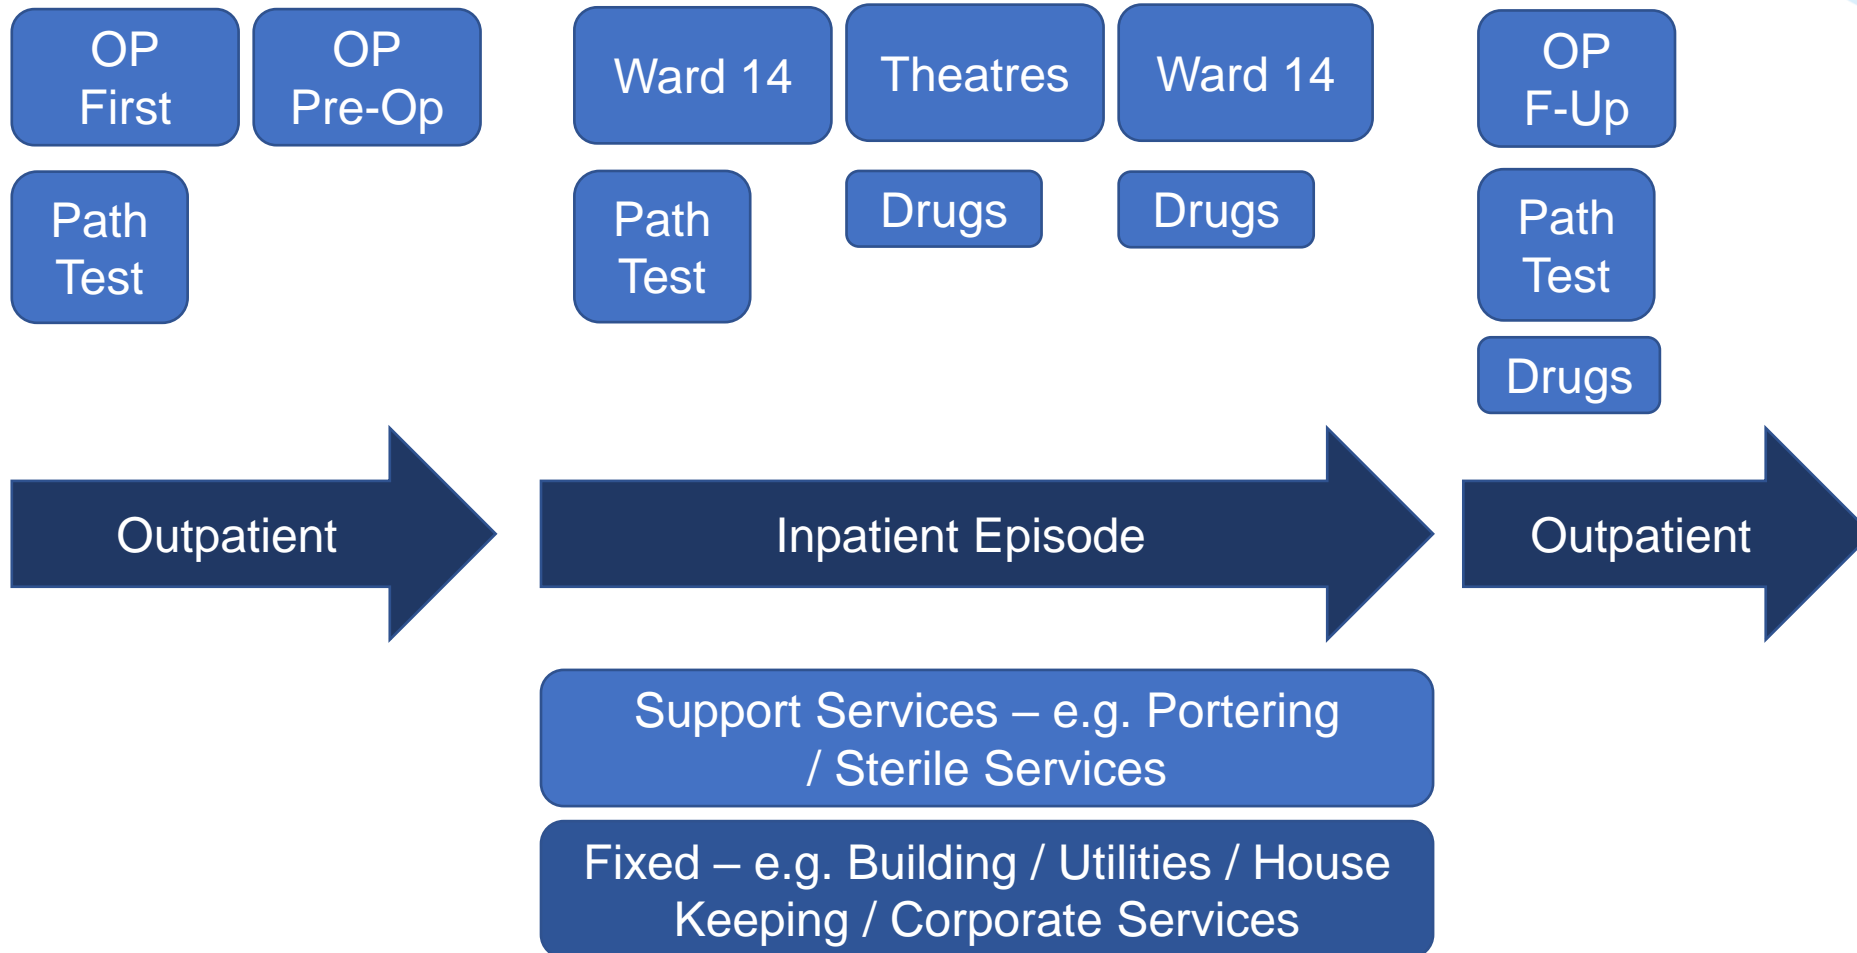 OP
First
OP
Pre-Op
Ward 14
Theatres
Ward 14
OP
F-Up
Path
Test
Path
Test
Drugs
Drugs
Path
Test
Drugs
Outpatient
Inpatient Episode
Outpatient
Support Services – e.g. Portering
/ Sterile Services
Fixed – e.g. Building / Utilities / House
Keeping / Corporate Services